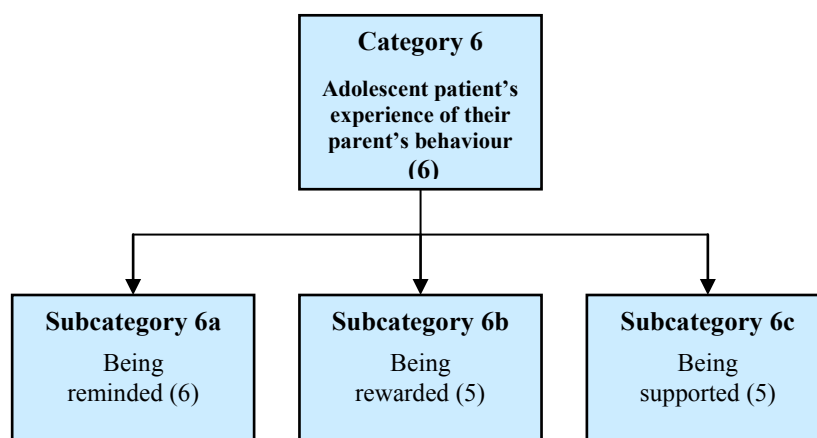 Category 6
Adolescent patient’s
experience of their
parent’s behaviour
(6)
Subcategory 6a
Being
reminded (6)
Subcategory 6b
Being
rewarded (5)
Subcategory 6c
Being
supported (5)